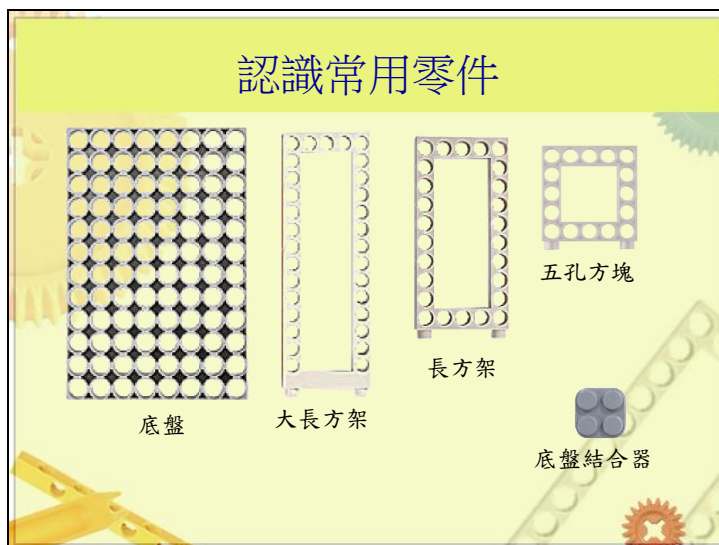 認識常用零件
五孔方塊
長方架
大長方架
底盤
底盤結合器